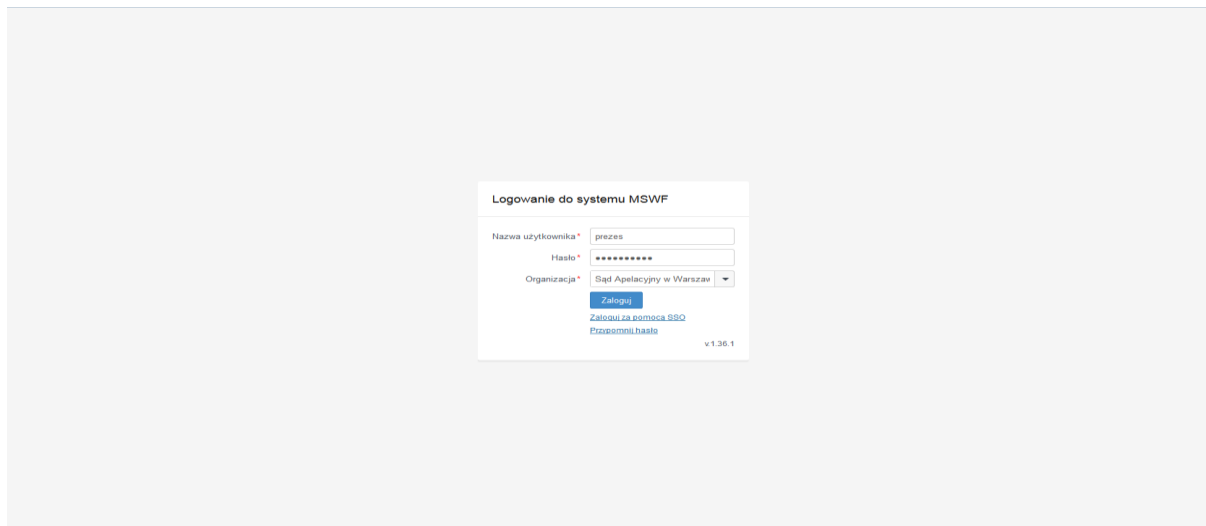 Logowanie do systemu MSWF
Nazwa użytkownika* prezes
Hasło* ●●●●●●●●●●
Organizacja* Sąd Apelacyjny w Warszaw
Zaloguj
Zaloguj za pomocą SSO
Przypomnij hasło
v.1.36.1